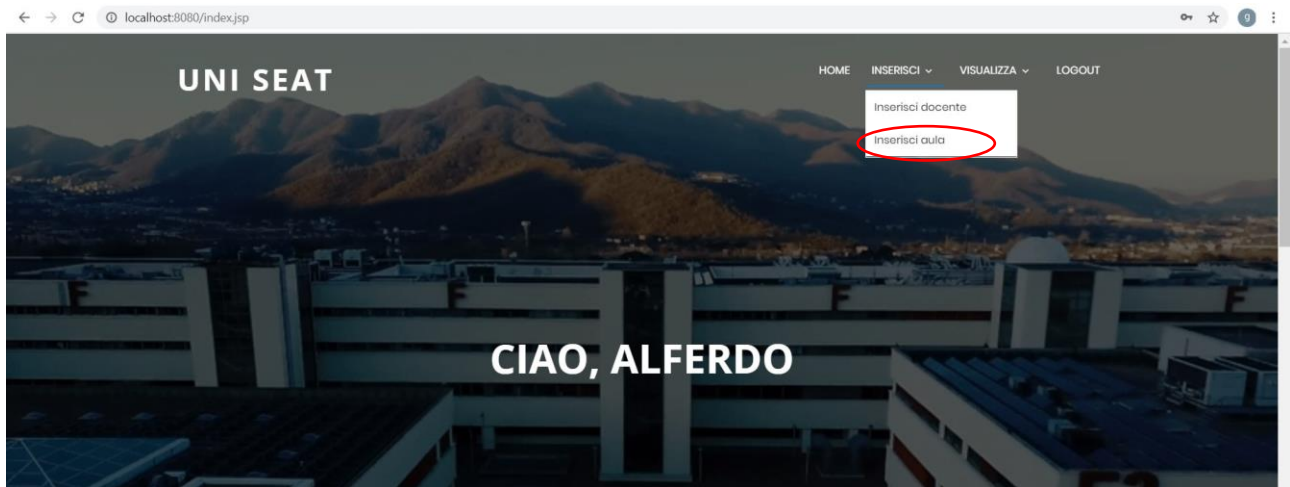 localhost:8080/index.jsp
g
UNI SEAT
HOME INSERISCI VISUALIZZA LOGOUT
Inserisci docente
Inserisci aula
CIAO, ALFERDO
F F F F